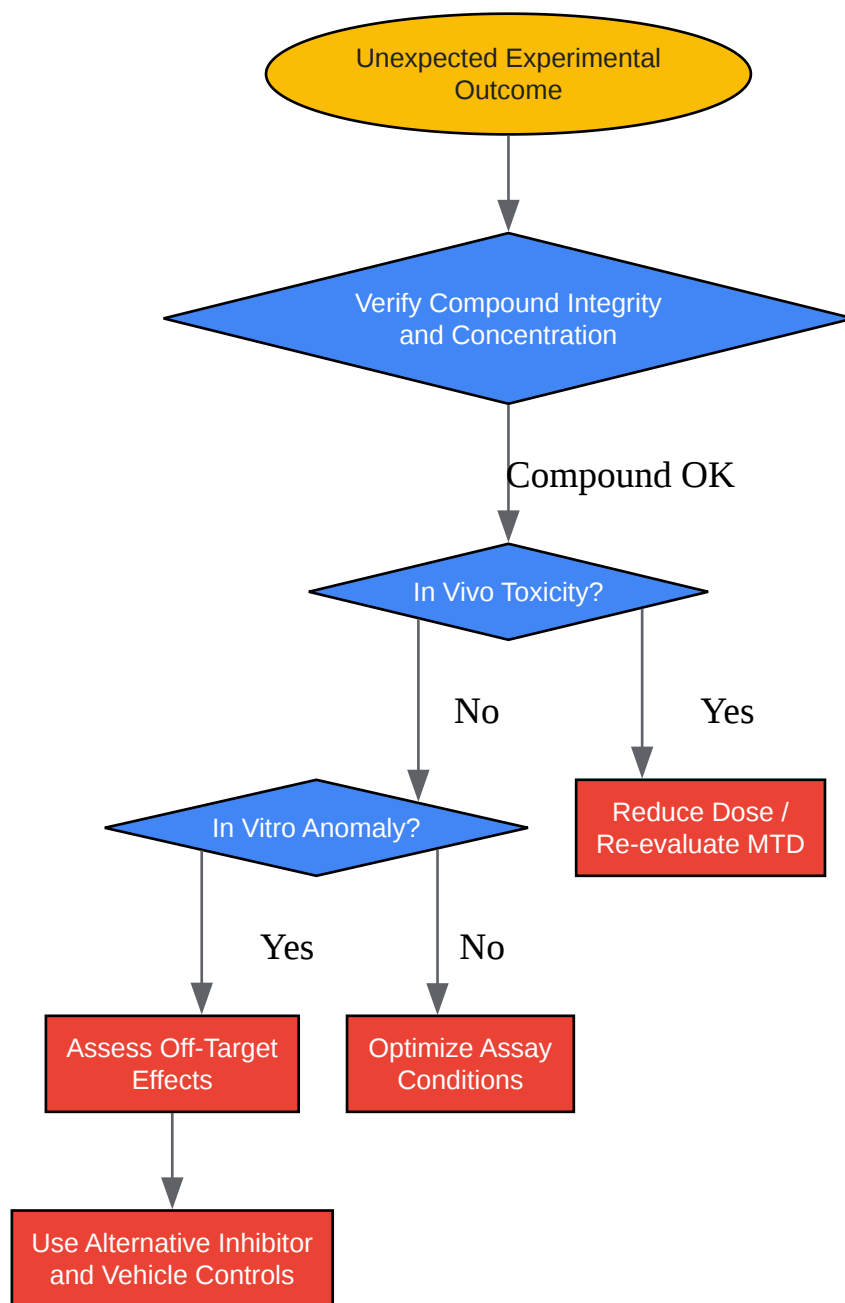 Unexpected Experimental
Outcome
Verify Compound Integrity
and Concentration
Compound OK
In Vivo Toxicity?
No
Yes
In Vitro Anomaly?
Reduce Dose /
Re-evaluate MTD
Yes
No
Assess Off-Target
Effects
Optimize Assay
Conditions
Use Alternative Inhibitor
and Vehicle Controls